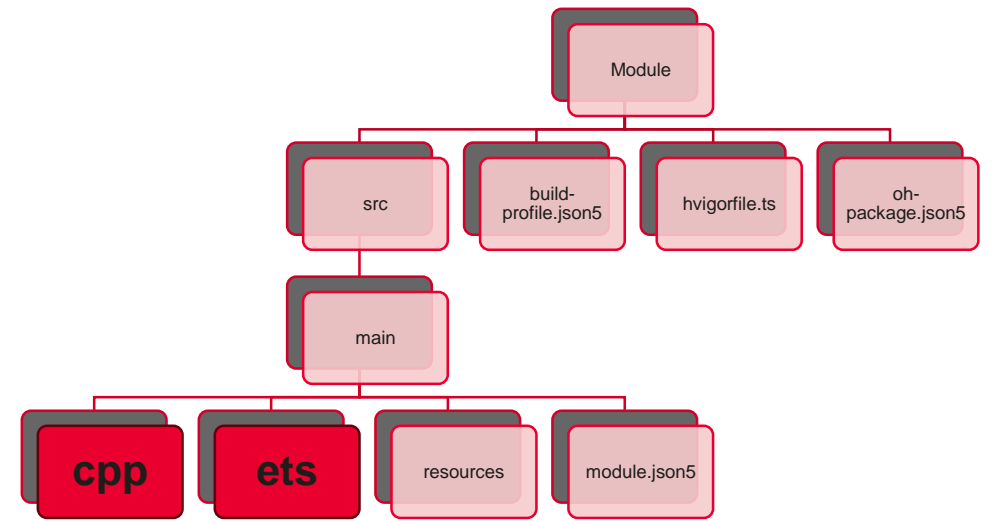 Module
src
build-
profile.json5
hvigorfile.ts
oh-
package.json5
main
cpp
ets
resources
module.json5